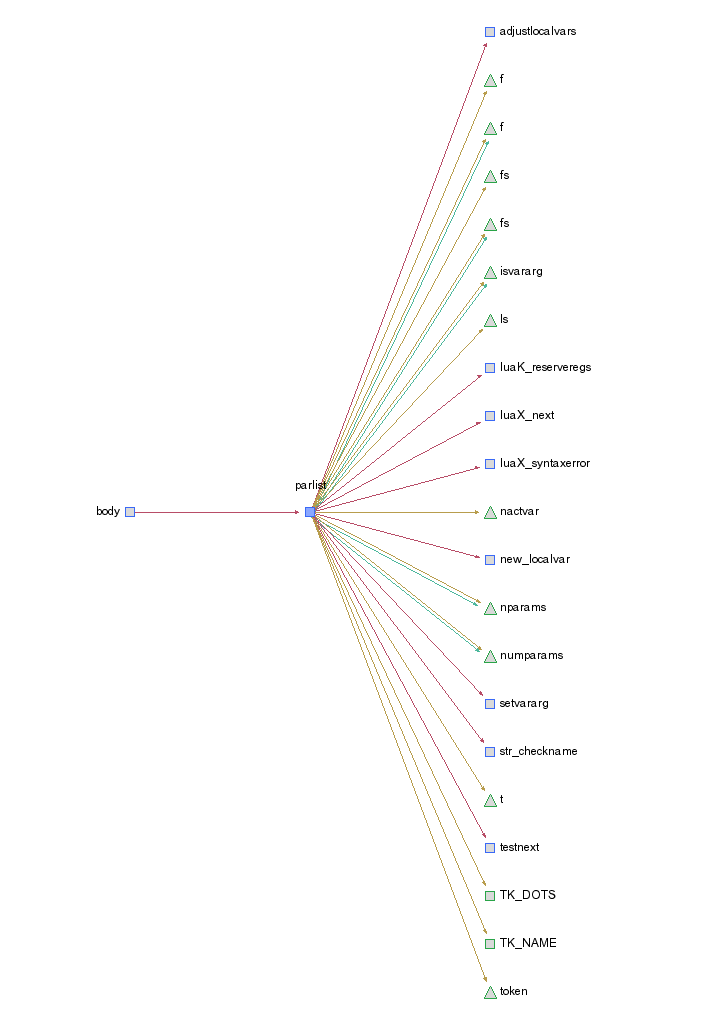 adjustlocalvars
f
f
fs
fs
isvararg
ls
luaK_reserveregs
luaX_next
luaX_syntaxerror
parlist
body
nactvar
new_localvar
nparams
numparams
setvararg
str_checkname
t
testnext
TK_DOTS
TK_NAME
token